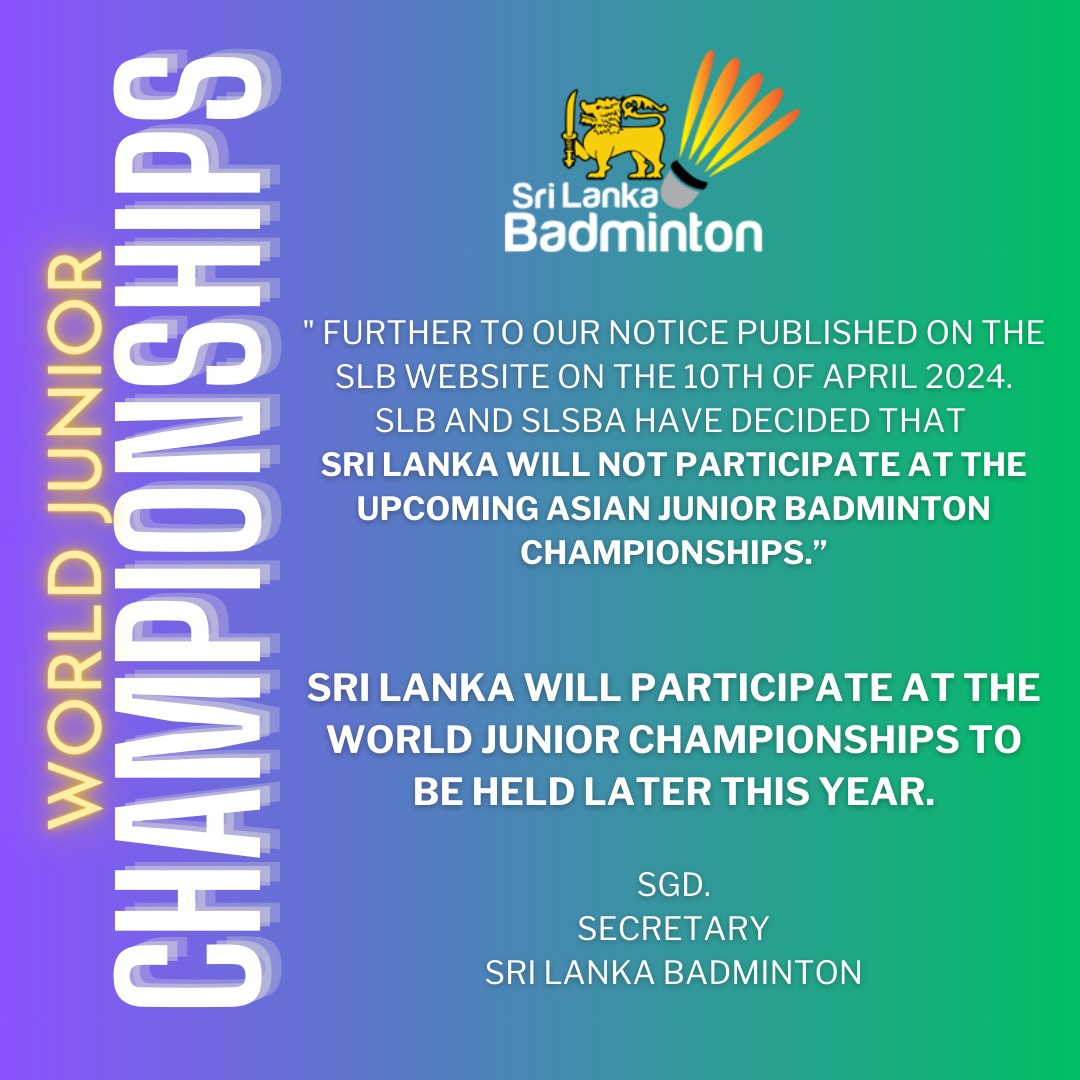 WORLD JUNIOR
CHAMPIONSHIPS
Sri Lanka
Badminton
" FURTHER TO OUR NOTICE PUBLISHED ON THE
SLB WEBSITE ON THE 10TH OF APRIL 2024.
SLB AND SLSBA HAVE DECIDED THAT
SRI LANKA WILL NOT PARTICIPATE AT THE
UPCOMING ASIAN JUNIOR BADMINTON
CHAMPIONSHIPS.”
SRI LANKA WILL PARTICIPATE AT THE
WORLD JUNIOR CHAMPIONSHIPS TO
BE HELD LATER THIS YEAR.
SGD.
SECRETARY
SRI LANKA BADMINTON